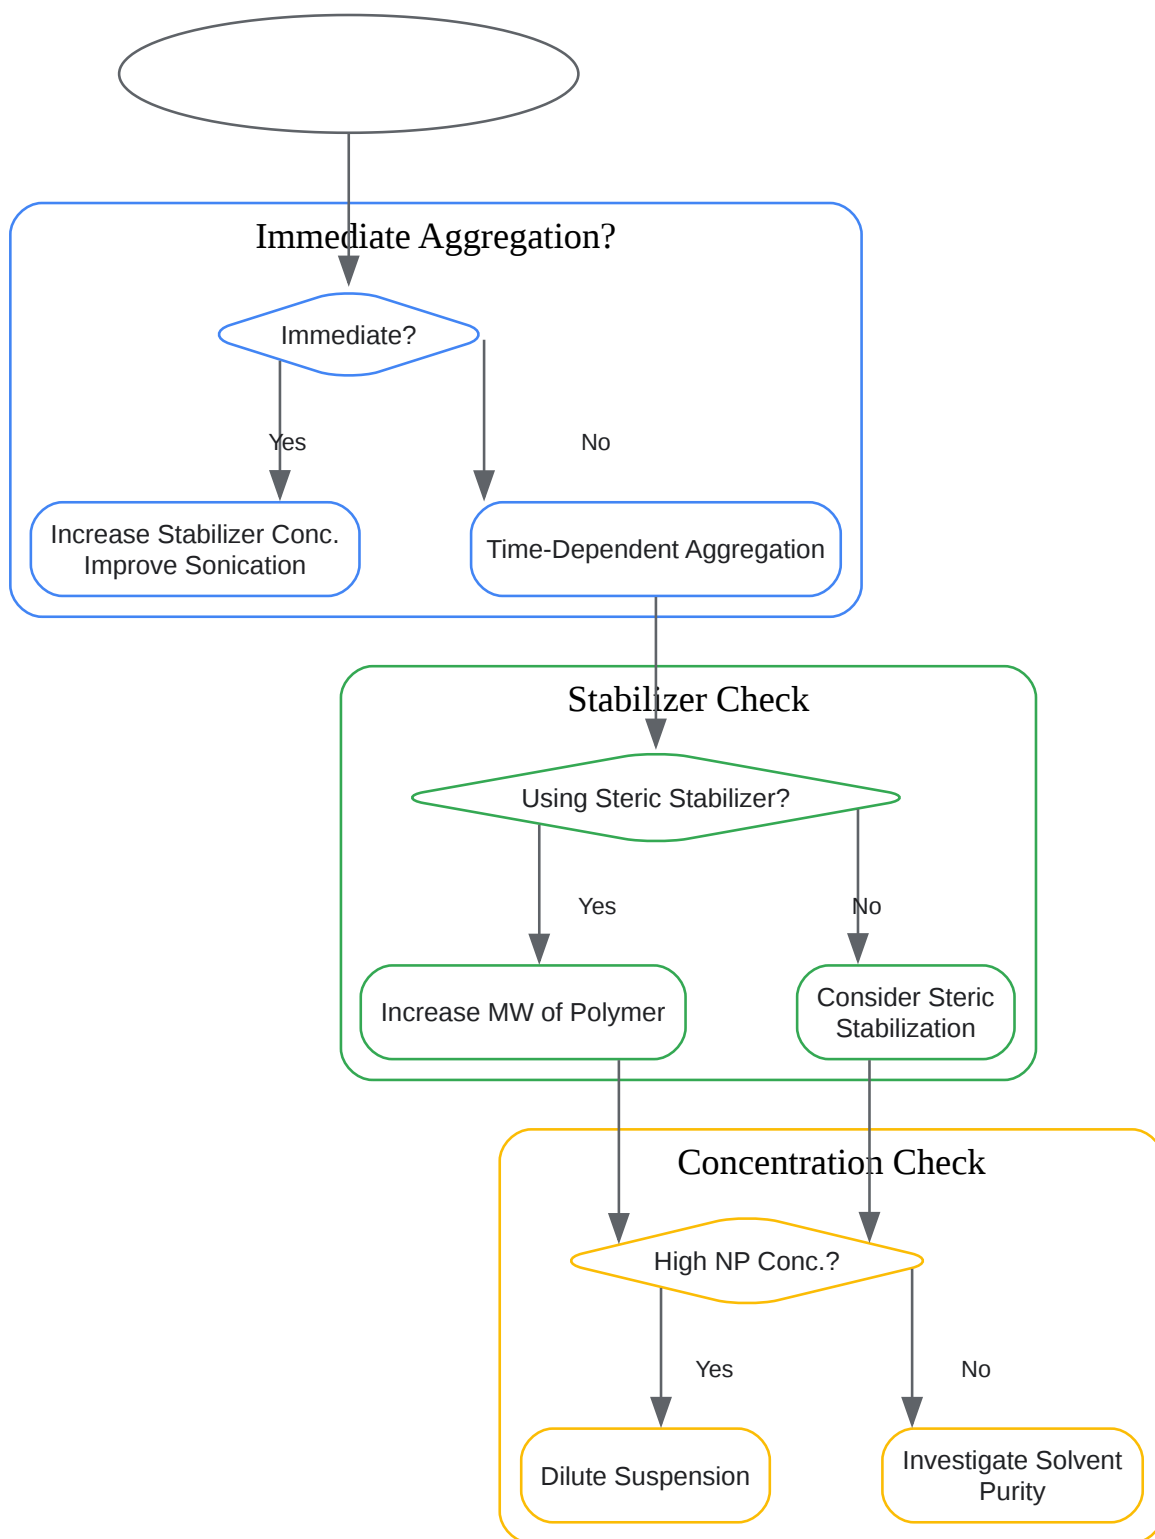 Immediate Aggregation?
Immediate?
Yes
No
Increase Stabilizer Conc.
Improve Sonication
Time-Dependent Aggregation
Stabilizer Check
Using Steric Stabilizer?
Yes
No
Increase MW of Polymer
Consider Steric
Stabilization
Concentration Check
High NP Conc.?
Yes
No
Dilute Suspension
Investigate Solvent
Purity